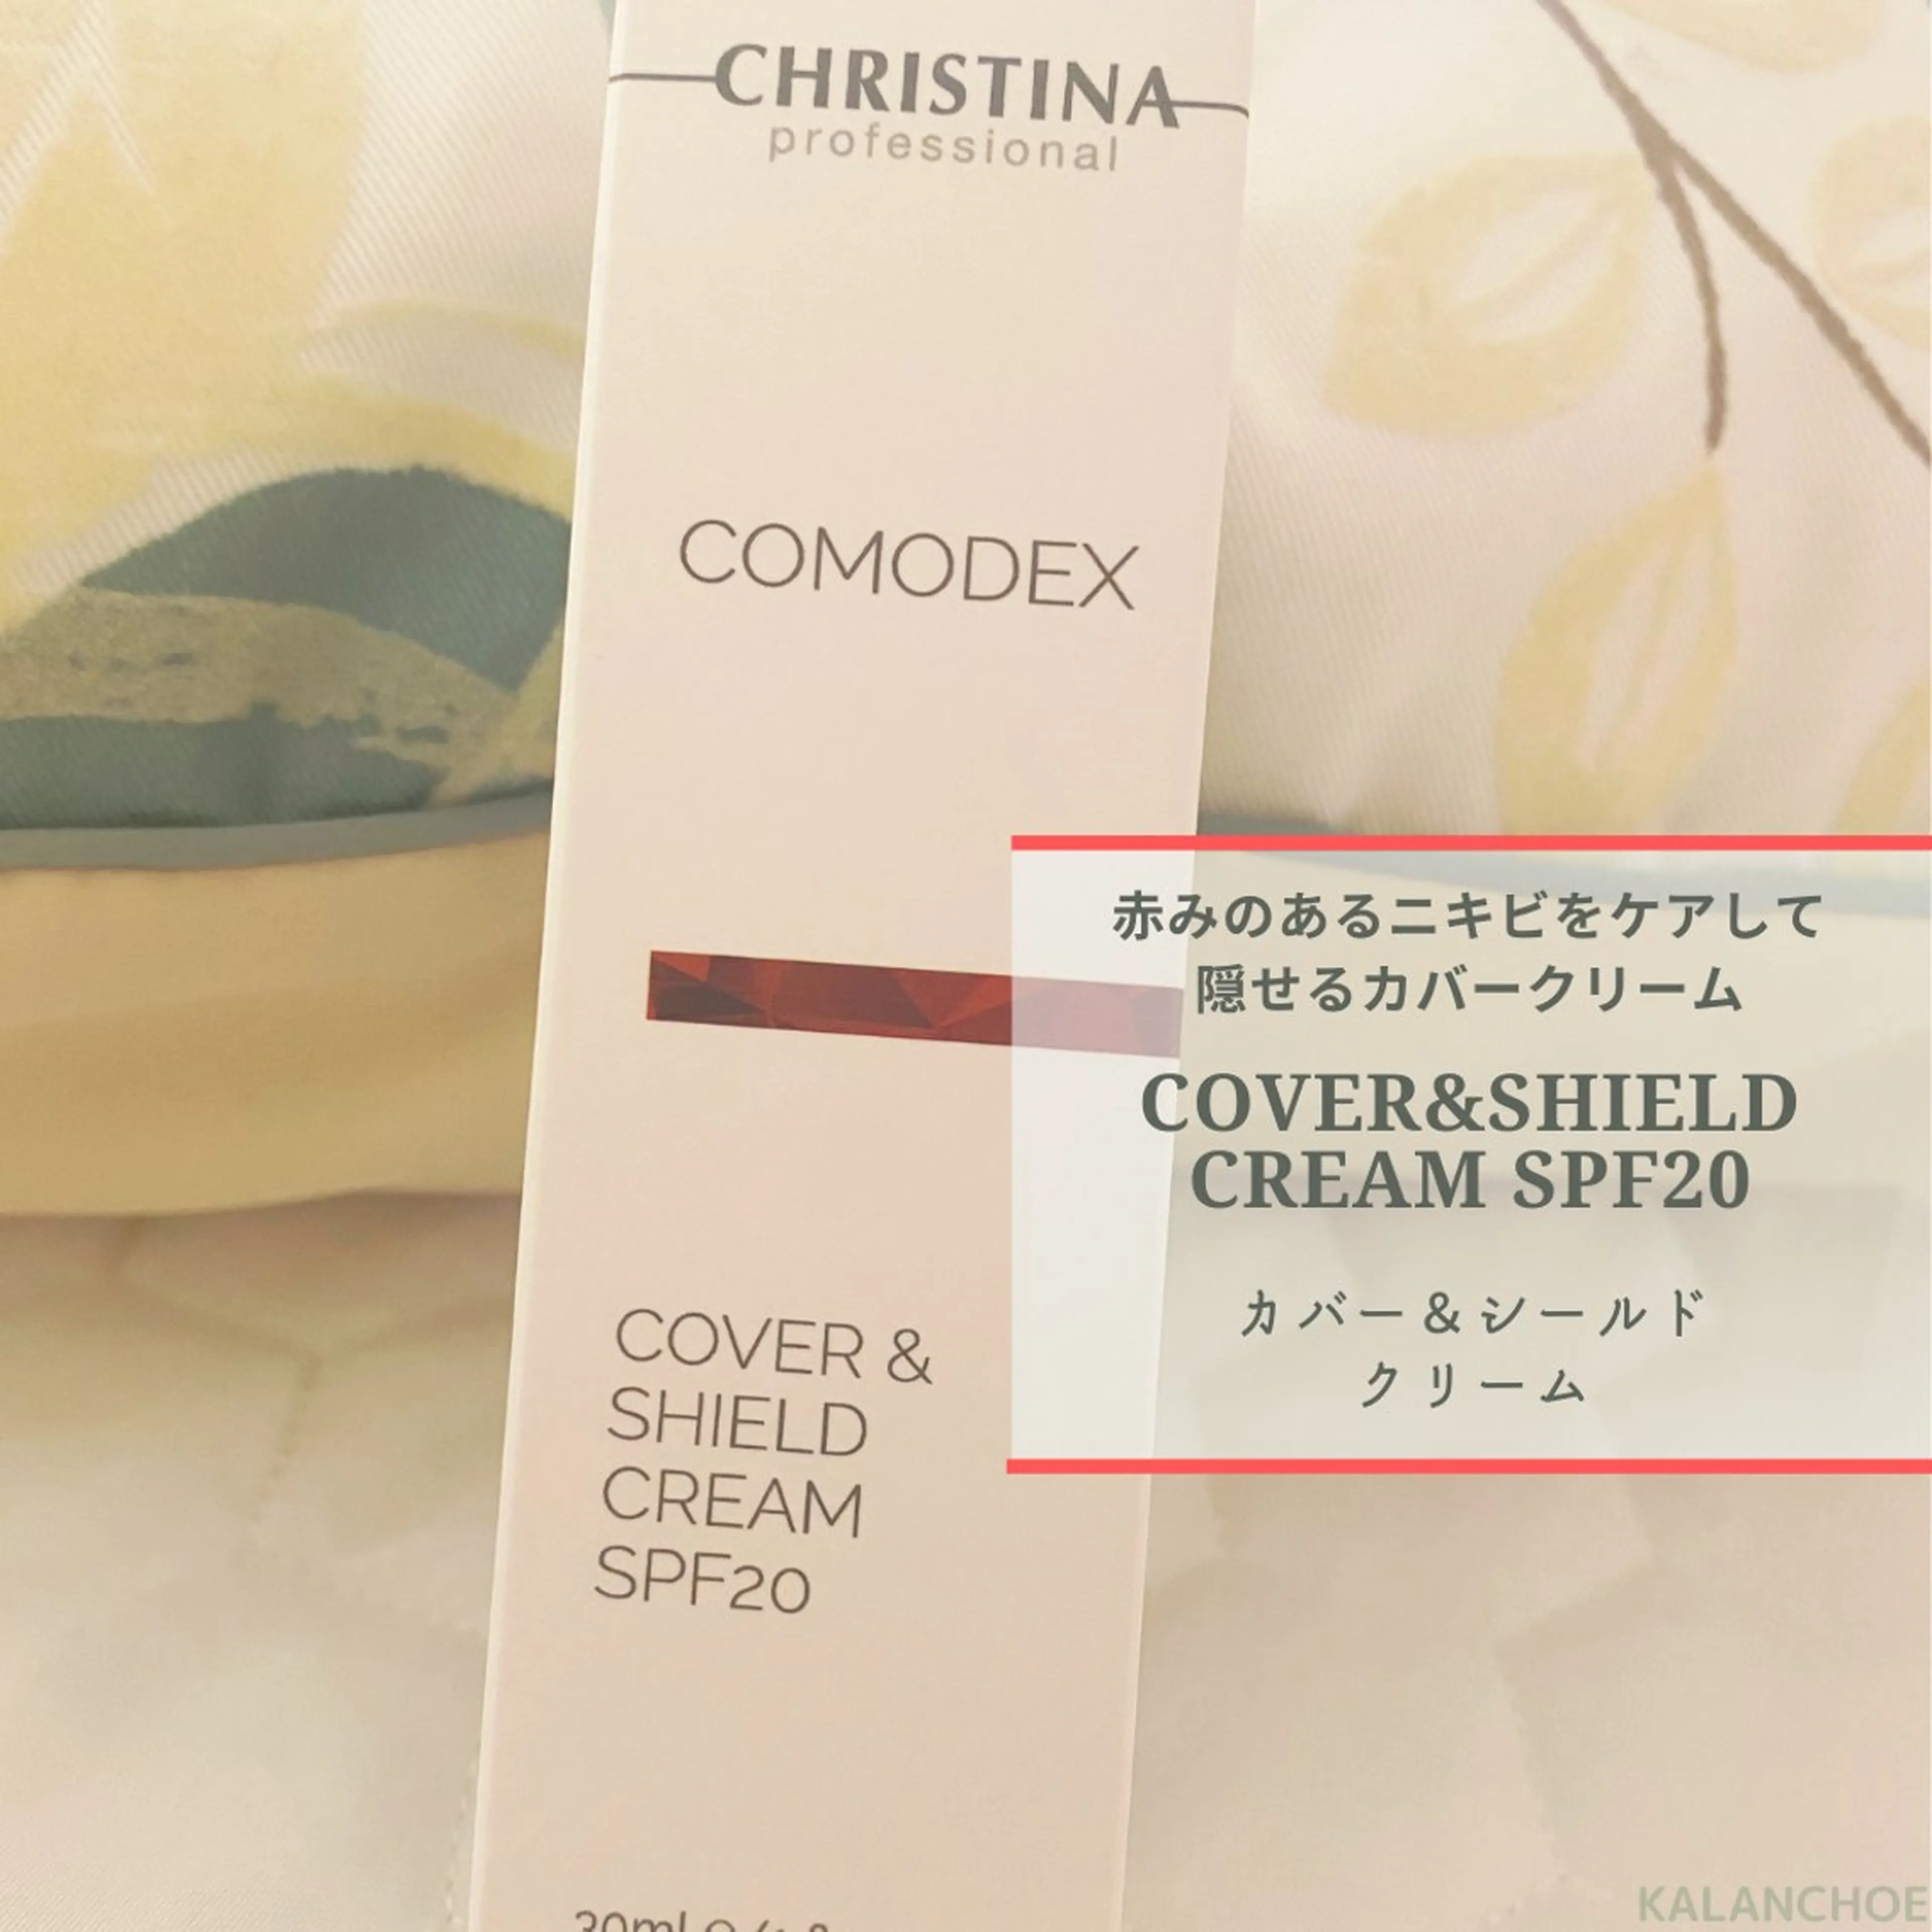 CHRISTINA
professional
COMODEX
赤みのあるニキビをケアして
隠せるカバークリーム
COVER&SHIELD
CREAM SPF20
カバー&シールド
クリーム
COVER &
SHIELD
CREAM
SPF20
30ml
KALANCHOE